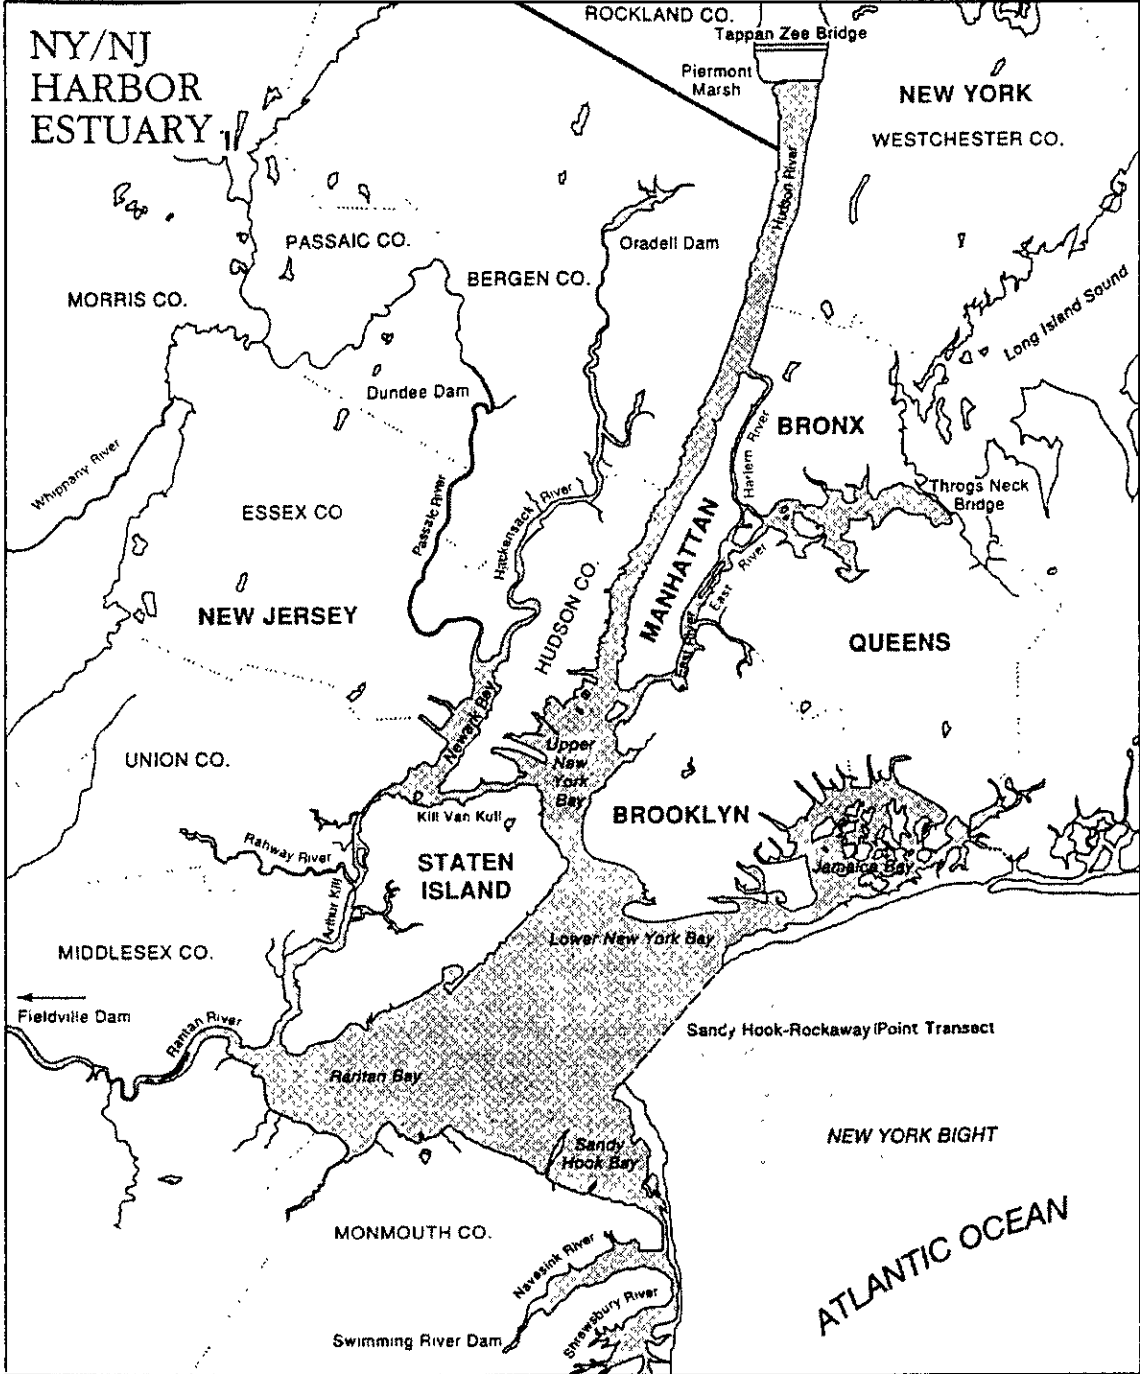 NY/NJ
HARBOR
ESTUARY
ROCKLAND CO.
Tappan Zee Bridge
Piermont
Marsh
NEW YORK
WESTCHESTER CO.
Hudson River
PASSAIC CO.
Oradell Dam
BERGEN CO.
MORRIS CO.
Long Island Sound
Dundee Dam
BRONX
Harlem River
Whippany River
Throgs Neck
Bridge
ESSEX CO
Passaic River
Hackensack River
MANHATTAN
East River
East River
NEW JERSEY
HUDSON CO.
QUEENS
Newark Bay
Upper
New
York
Bay
UNION CO.
Kill Van Kull
BROOKLYN
Rahway River
STATEN
ISLAND
Jamaica Bay
Arthur Kill
Lower New York Bay
MIDDLESEX CO.
Fieldville Dam
Raritan River
Sandy Hook-Rockaway Point Transect
Raritan Bay
NEW YORK BIGHT
Sandy
Hook Bay
MONMOUTH CO.
ATLANTIC OCEAN
Navesink River
Shrewsbury River
Swimming River Dam